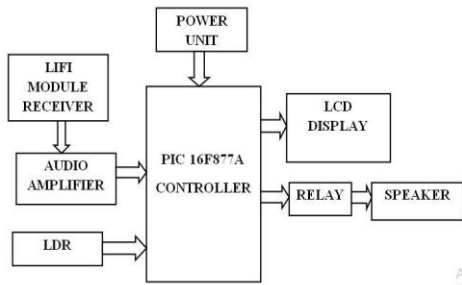 POWER
UNIT
LIFI
MODULE
RECEIVER
LCD
DISPLAY
AUDIO
AMPLIFIER
PIC 16F877A
CONTROLLER
RELAY
SPEAKER
LDR
A